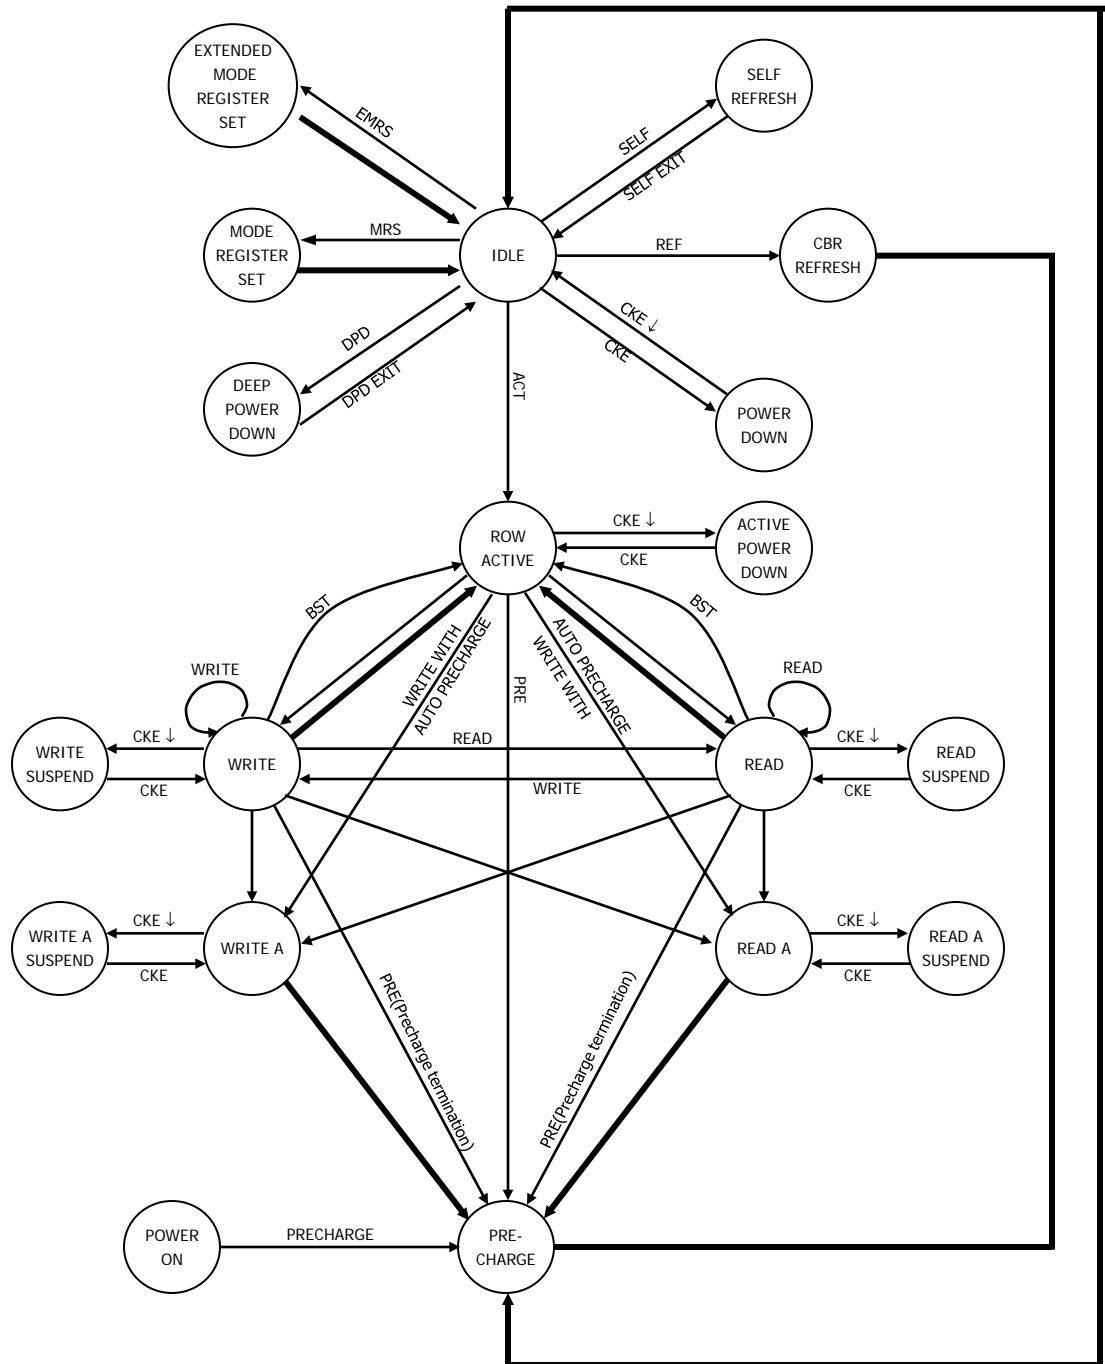 EXTENDED
MODE
REGISTER
SET
SELF
REFRESH
EMRS
SELF
SELF EXIT
MODE
REGISTER
SET
MRS
IDLE
REF
CBR
REFRESH
DPD
DPD EXIT
CKE ↓
CKE
DEEP
POWER
DOWN
ACT
POWER
DOWN
ROW
ACTIVE
CKE ↓
CKE
ACTIVE
POWER
DOWN
BST
BST
WRITE WITH
AUTO PRECHARGE
PRE
AUTO PRECHARGE
WRITE WITH
WRITE
READ
WRITE
SUSPEND
CKE ↓
CKE
WRITE
READ
WRITE
READ
CKE ↓
CKE
READ
SUSPEND
WRITE A
SUSPEND
CKE ↓
CKE
WRITE A
READ A
CKE ↓
CKE
READ A
SUSPEND
PRE(Precharge termination)
PRE(Precharge termination)
POWER
ON
PRECHARGE
PRE-
CHARGE